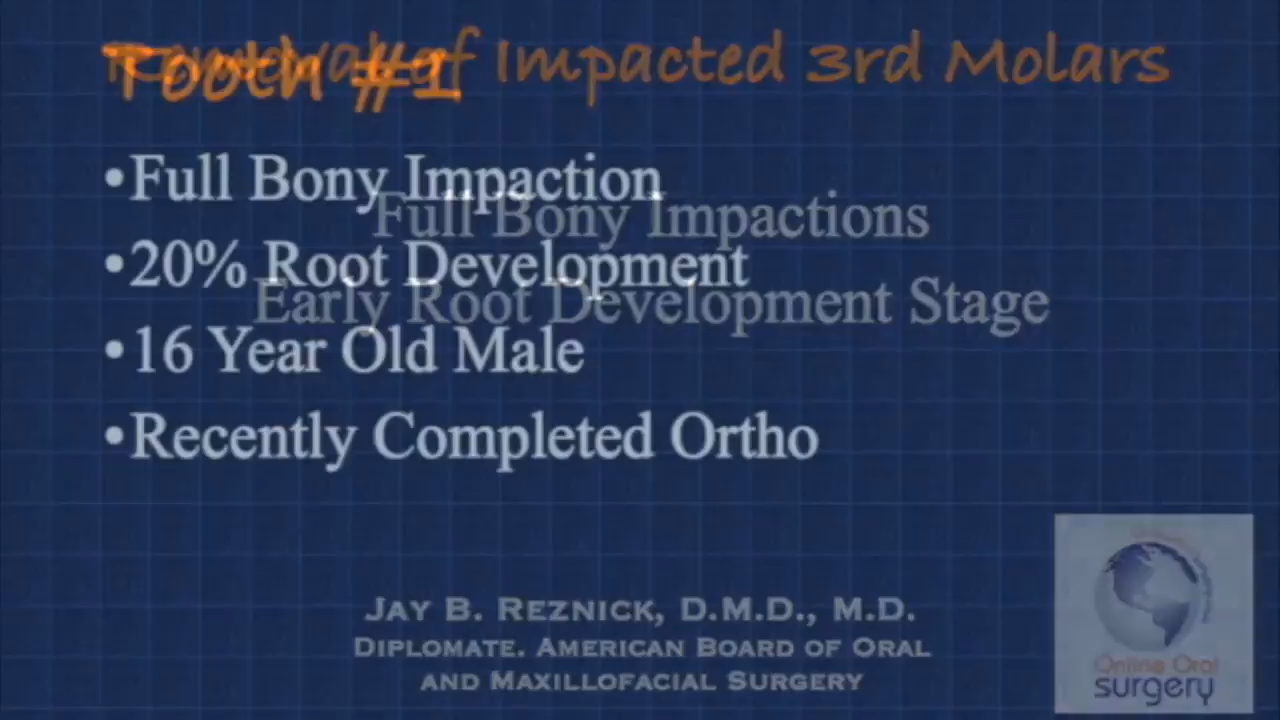 Removal of Impacted 3rd Molars
Tooth #1
•Full Bony Impaction
Full Bony Impactions
•20% Root Development
Early Root Development Stage
•16 Year Old Male
•Recently Completed Ortho
JAY B. REZNICK, D.M.D., M.D.
DIPLOMATE. AMERICAN BOARD OF ORAL
AND MAXILLOFACIAL SURGERY
Online Oral
surgery